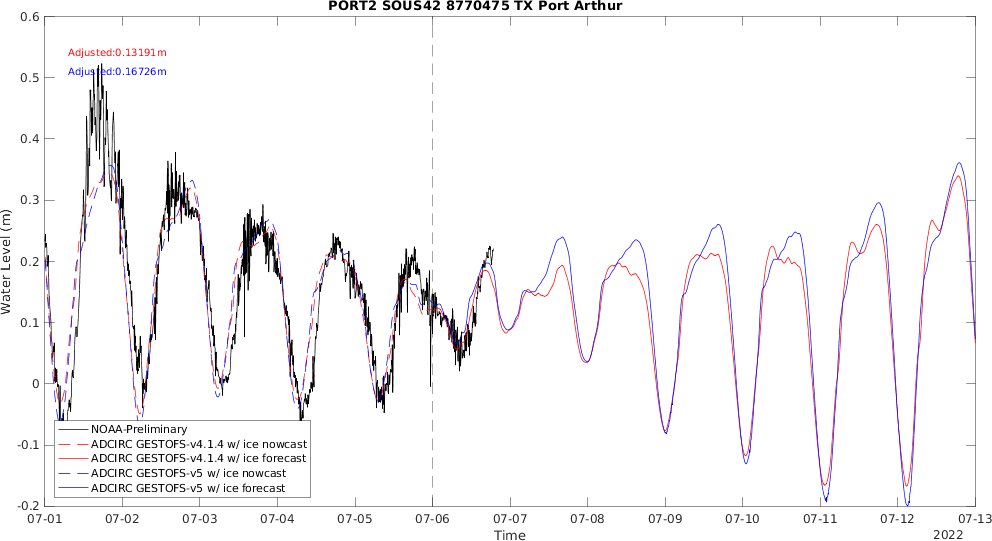 PORT2 SOUS42 8770475 TX Port Arthur
Adjusted:0.13191m
Adjusted:0.16726m
Water Level (m)
0.6
0.5
0.4
0.3
0.2
0.1
0
-0.1
-0.2
NOAA-Preliminary
ADCIRC GESTOFS-v4.1.4 w/ ice nowcast
ADCIRC GESTOFS-v4.1.4 w/ ice forecast
ADCIRC GESTOFS-v5 w/ ice nowcast
ADCIRC GESTOFS-v5 w/ ice forecast
07-01 07-02 07-03 07-04 07-05 07-06 07-07 07-08 07-09 07-10 07-11 07-12 07-13
Time
2022